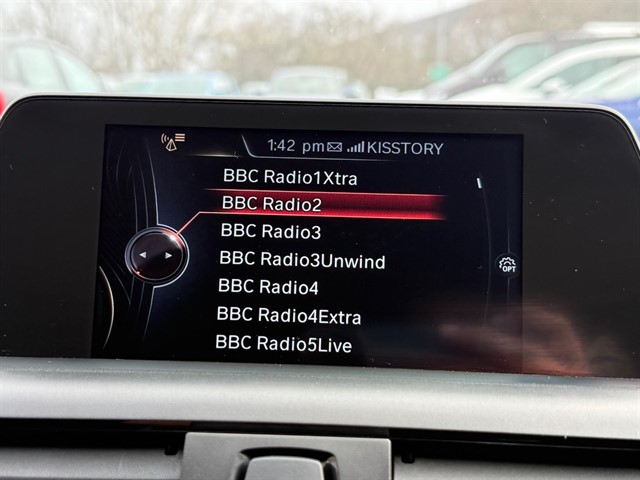 1:42 pm KISSTORY
BBC Radio1Xtra
BBC Radio2
BBC Radio3
BBC Radio3Unwind
OPT
BBC Radio4
BBC Radio4Extra
BBC Radio5Live